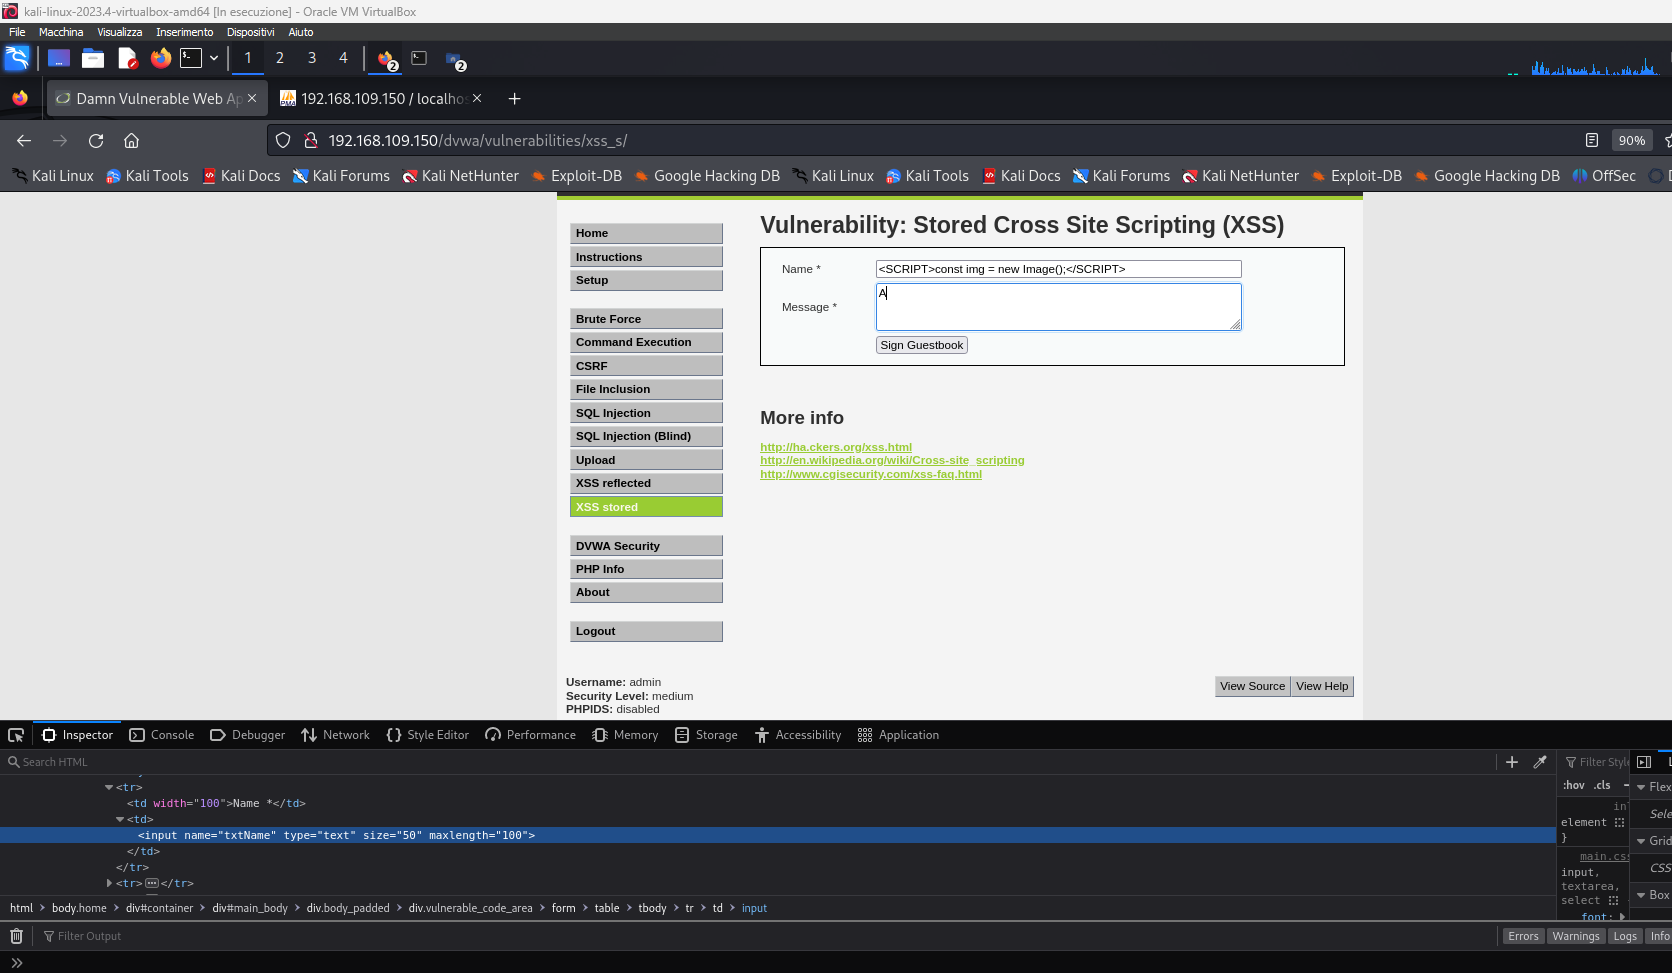 kali-linux-2023.4-virtualbox-amd64 [In esecuzione] - Oracle VM VirtualBox
File Macchina Visualizza Inserimento Dispositivi Aiuto
1 2 3 4 2 2
Damn Vulnerable Web Ap 192.168.109.150 / localhos
192.168.109.150/dvwa/vulnerabilities/xss_s/ 90%
Kali Linux Kali Tools Kali Docs Kali Forums Kali NetHunter Exploit-DB Google Hacking DB Kali Linux Kali Tools Kali Docs Kali Forums Kali NetHunter Exploit-DB Google Hacking DB OffSec
Vulnerability: Stored Cross Site Scripting (XSS)
Home
Instructions
Setup
Brute Force
Command Execution
CSRF
File Inclusion
SQL Injection
SQL Injection (Blind)
Upload
XSS reflected
XSS stored
DVWA Security
PHP Info
About
Logout
Name * <SCRIPT>const img = new Image();</SCRIPT>
Message * A
Sign Guestbook
More info
http://ha.ckers.org/xss.html
http://en.wikipedia.org/wiki/Cross-site_scripting
http://www.cgisecurity.com/xss-faq.html
Username: admin
Security Level: medium
PHPIDS: disabled
View Source View Help
Inspector Console Debugger Network Style Editor Performance Memory Storage Accessibility Application
Search HTML
<tr>
<td width="100">Name *</td>
<td>
<input name="txtName" type="text" size="50" maxlength="100">
</td>
</tr>
<tr> </tr>
html > body.home > div#container > div#main_body > div.body_padded > div.vulnerable_code_area > form > table > tbody > tr > td > input
Filter Style
:hov .cls
element
}
main.css
input,
textarea,
select
font:
Flex
Sele
Grid
CSS
Box
Filter Output
Errors Warnings Logs Info
>>